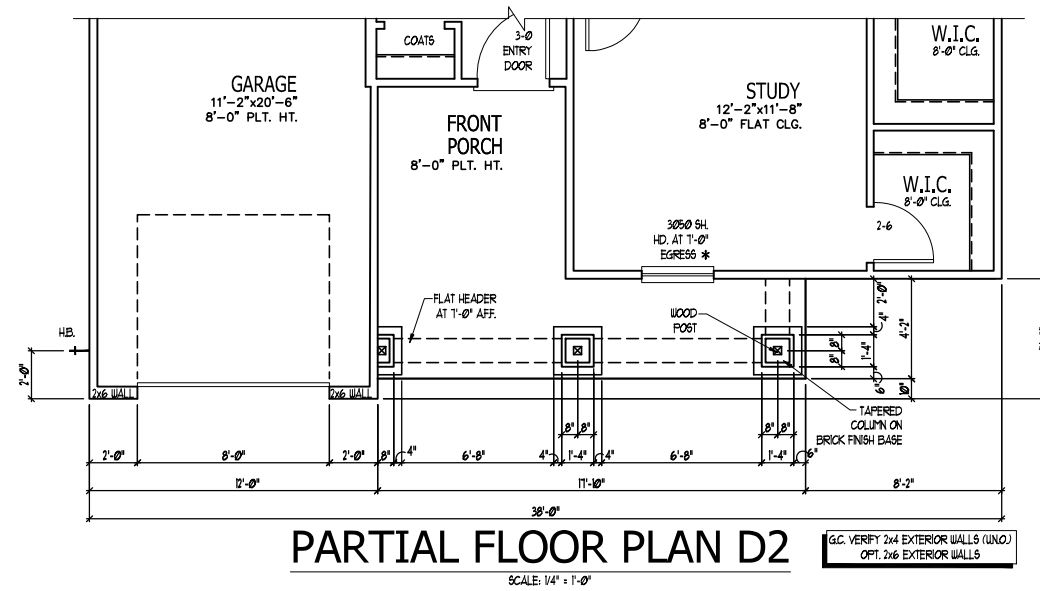 COATS
3-0
ENTRY
DOOR
W.I.C.
8'-0" CLG.
GARAGE
11'-2"x20'-6"
8'-0" PLT. HT.
FRONT
PORCH
8'-0" PLT. HT.
STUDY
12'-2"x11'-8"
8'-0" FLAT CLG.
W.I.C.
8'-0" CLG.
2-6
3050 SH.
HD. AT 7'-0"
EGRESS *
FLAT HEADER
AT 7'-0" AFF.
WOOD
POST
H.B.
2'-0"
2x6 WALL
2x6 WALL
2'-0"
4"
4'-2"
8"
8"
1'-4"
6"
10"
TAPERED
COLUMN ON
BRICK FINISH BASE
8" 8"
8" 8"
2'-0" 8'-0" 2'-0" 8" 4" 6'-8" 4" 1'-4" 4" 6'-8" 1'-4" 6"
12'-0" 17'-10" 8'-2"
38'-0"
PARTIAL FLOOR PLAN D2
SCALE: 1/4" = 1'-0"
G.C. VERIFY 2x4 EXTERIOR WALLS (U.N.O.)
OPT. 2x6 EXTERIOR WALLS